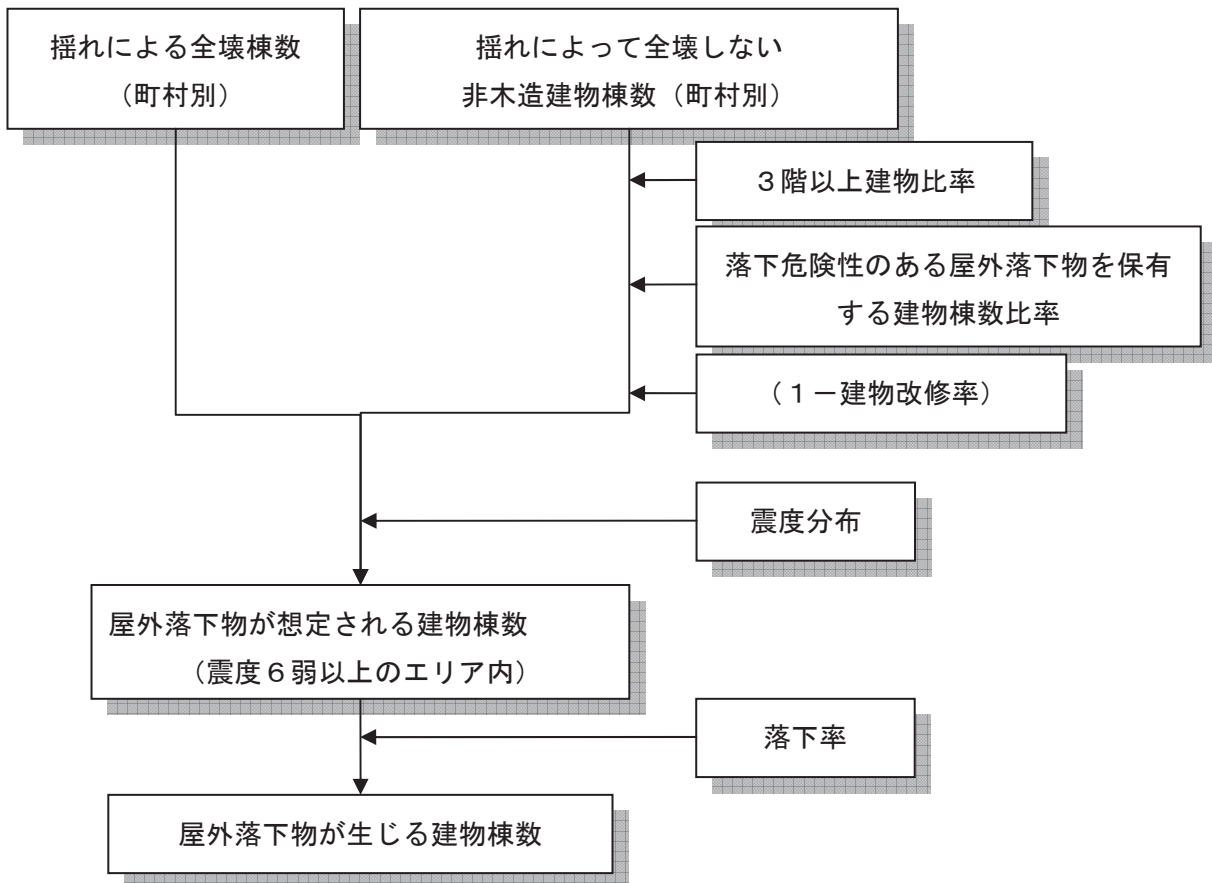 揺れによる全壊棟数
（町村別）
揺れによって全壊しない
非木造建物棟数（町村別）
３階以上建物比率
落下危険性のある屋外落下物を保有
する建物棟数比率
（１－建物改修率）
震度分布
屋外落下物が想定される建物棟数
（震度６弱以上のエリア内）
落下率
屋外落下物が生じる建物棟数